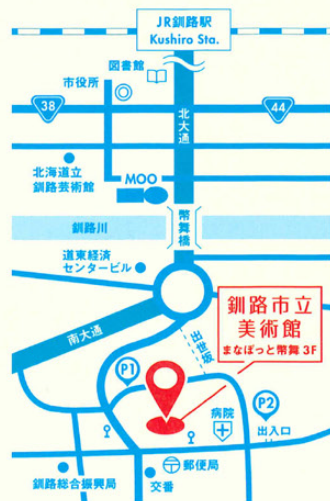 JR釧路駅
Kushiro Sta.
図書館
市役所
38
44
北大通
北海道立
釧路芸術館
MOO
釧路川
幣舞橋
道東経済
センタービル
釧路市立
美術館
まなぼっと幣舞 3F
南大通
出世坂
P1
P2
病院
出入口
郵便局
釧路総合振興局
交番